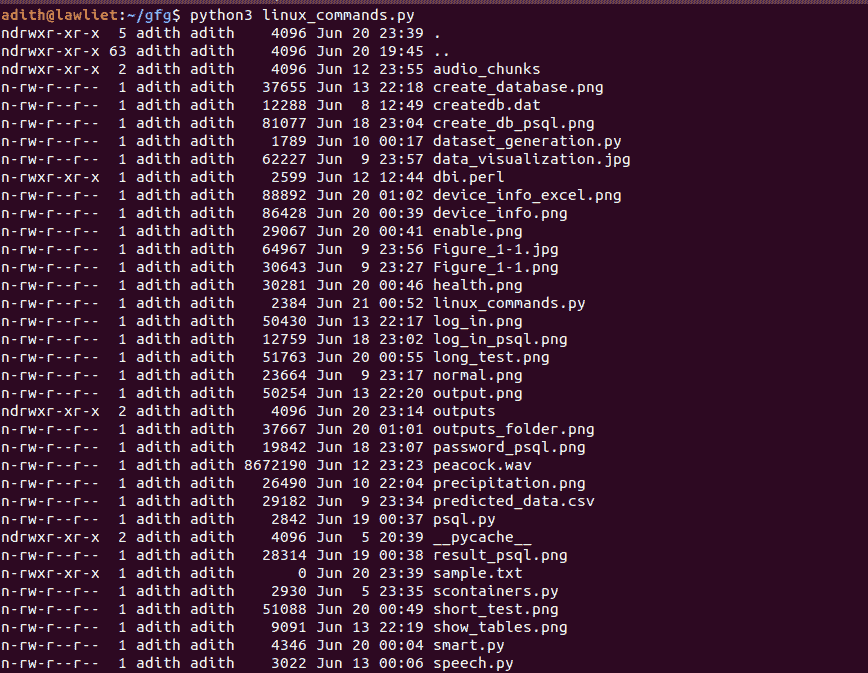 adith@lawliet:~/gfg$ python3 linux_commands.py
ndrwxr-xr-x  5 adith adith    4096 Jun 20 23:39 .
ndrwxr-xr-x 63 adith adith    4096 Jun 20 19:45 ..
ndrwxr-xr-x  2 adith adith    4096 Jun 12 23:55 audio_chunks
n-rw-r--r--  1 adith adith   37655 Jun 13 22:18 create_database.png
n-rw-r--r--  1 adith adith   12288 Jun  8 12:49 createdb.dat
n-rw-r--r--  1 adith adith   81077 Jun 18 23:04 create_db_psql.png
n-rw-r--r--  1 adith adith    1789 Jun 10 00:17 dataset_generation.py
n-rw-r--r--  1 adith adith   62227 Jun  9 23:57 data_visualization.jpg
n-rwxr-xr-x  1 adith adith    2599 Jun 12 12:44 dbi.perl
n-rw-r--r--  1 adith adith   88892 Jun 20 01:02 device_info_excel.png
n-rw-r--r--  1 adith adith   86428 Jun 20 00:39 device_info.png
n-rw-r--r--  1 adith adith   29067 Jun 20 00:41 enable.png
n-rw-r--r--  1 adith adith   64967 Jun  9 23:56 Figure_1-1.jpg
n-rw-r--r--  1 adith adith   30643 Jun  9 23:27 Figure_1-1.png
n-rw-r--r--  1 adith adith   30281 Jun 20 00:46 health.png
n-rw-r--r--  1 adith adith    2384 Jun 21 00:52 linux_commands.py
n-rw-r--r--  1 adith adith   50430 Jun 13 22:17 log_in.png
n-rw-r--r--  1 adith adith   12759 Jun 18 23:02 log_in_psql.png
n-rw-r--r--  1 adith adith   51763 Jun 20 00:55 long_test.png
n-rw-r--r--  1 adith adith   23664 Jun  9 23:17 normal.png
n-rw-r--r--  1 adith adith   50254 Jun 13 22:20 output.png
ndrwxr-xr-x  2 adith adith    4096 Jun 20 23:14 outputs
n-rw-r--r--  1 adith adith   37667 Jun 20 01:01 outputs_folder.png
n-rw-r--r--  1 adith adith   19842 Jun 18 23:07 password_psql.png
n-rw-r--r--  1 adith adith 8672190 Jun 12 23:23 peacock.wav
n-rw-r--r--  1 adith adith   26490 Jun 10 22:04 precipitation.png
n-rw-r--r--  1 adith adith   29182 Jun  9 23:34 predicted_data.csv
n-rw-r--r--  1 adith adith    2842 Jun 19 00:37 psql.py
ndrwxr-xr-x  2 adith adith    4096 Jun  5 20:39 __pycache__
n-rw-r--r--  1 adith adith   28314 Jun 19 00:38 result_psql.png
n-rwxr-xr-x  1 adith adith       0 Jun 20 23:39 sample.txt
n-rw-r--r--  1 adith adith    2930 Jun  5 23:35 scontainers.py
n-rw-r--r--  1 adith adith   51088 Jun 20 00:49 short_test.png
n-rw-r--r--  1 adith adith    9091 Jun 13 22:19 show_tables.png
n-rw-r--r--  1 adith adith    4346 Jun 20 00:04 smart.py
n-rw-r--r--  1 adith adith    3022 Jun 13 00:06 speech.py